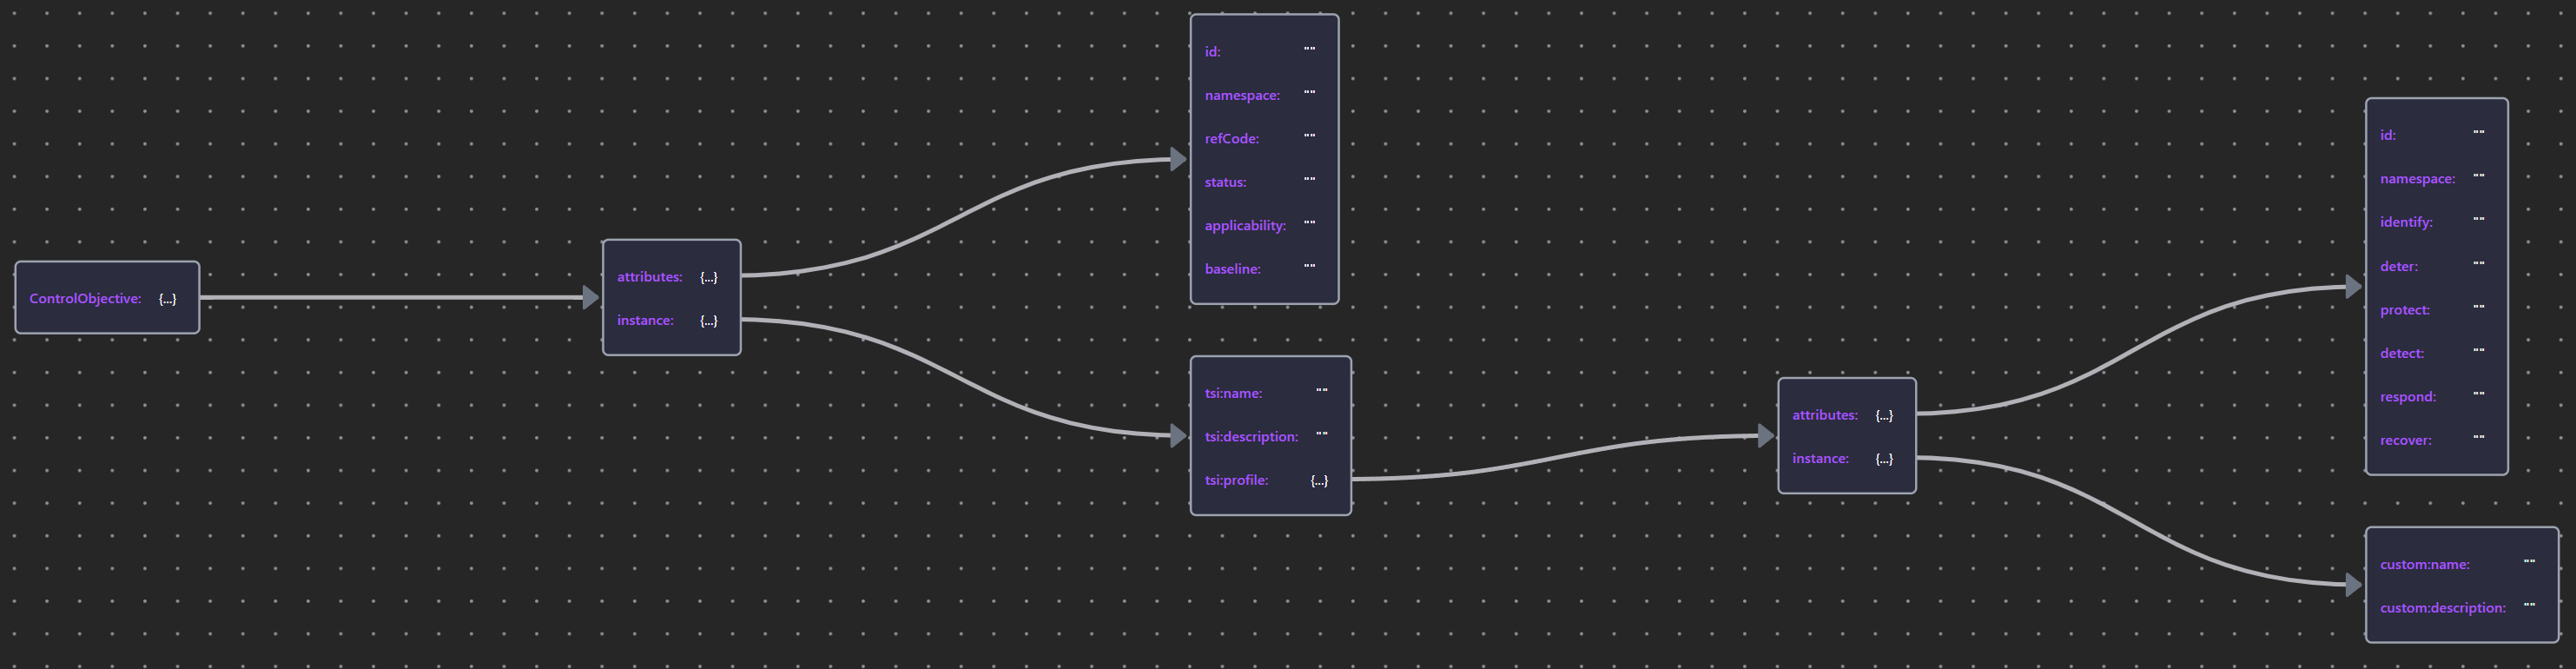 ControlObjective: {...}
attributes: {...}
instance: {...}
id: ""
namespace: ""
refCode: ""
status: ""
applicability: ""
baseline: ""
tsi:name: ""
tsi:description: ""
tsi:profile: {...}
attributes: {...}
instance: {...}
id: ""
namespace: ""
identify: ""
deter: ""
protect: ""
detect: ""
respond: ""
recover: ""
custom:name: ""
custom:description: ""